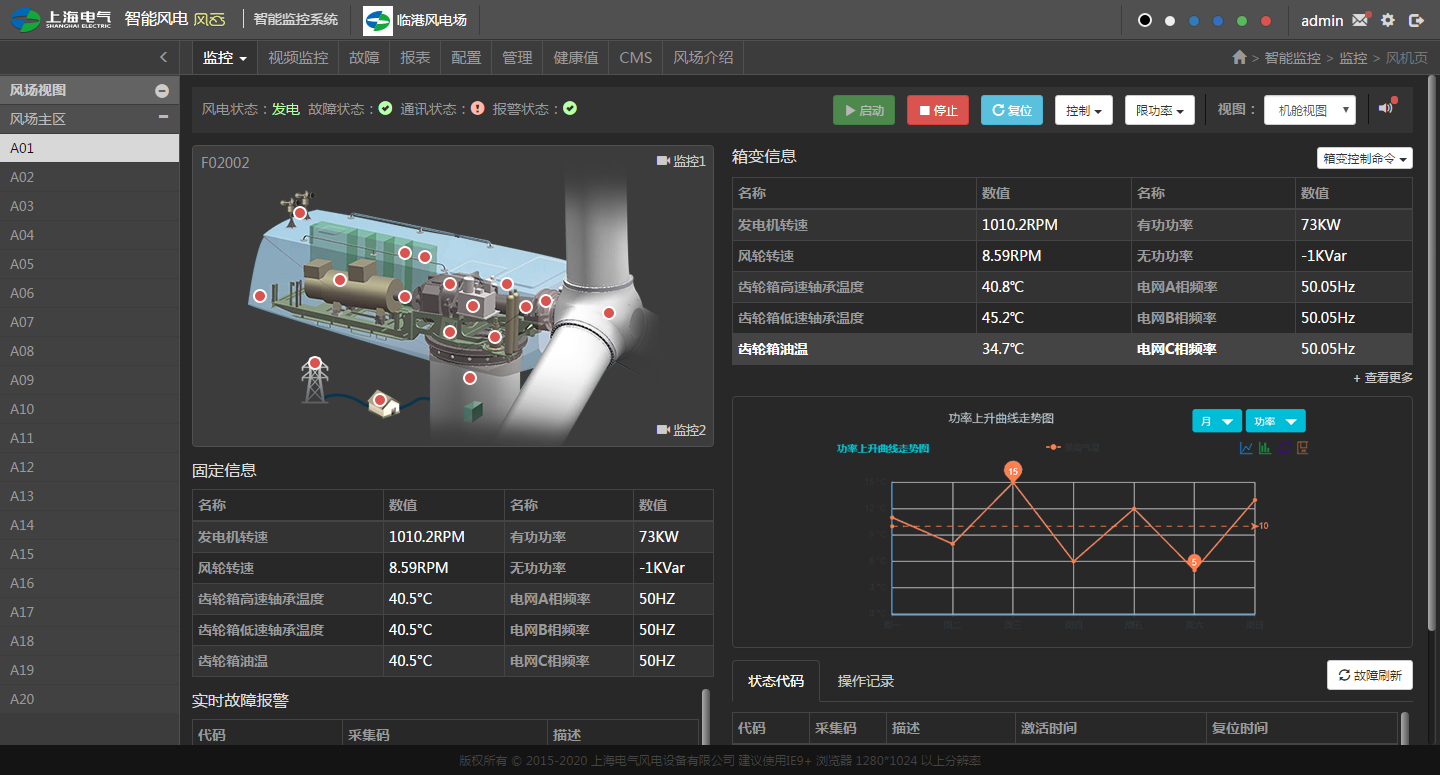 上海电气 SHANGHAI ELECTRIC 智能风电 风云 智能监控系统 临港风电场 admin
监控 视频监控 故障 报表 配置 管理 健康值 CMS 风场介绍 > 智能监控 > 监控 > 风机页
风场视图
风场主区
A01
A02
A03
A04
A05
A06
A07
A08
A09
A10
A11
A12
A13
A14
A15
A16
A17
A18
A19
A20
风电状态：发电 故障状态： 通讯状态： 报警状态：
启动 停止 复位 控制 限功率 视图： 机舱视图
F02002 监控1
监控2
固定信息
名称 数值 名称 数值
发电机转速 1010.2RPM 有功功率 73KW
风轮转速 8.59RPM 无功功率 -1KVar
齿轮箱高速轴承温度 40.5°C 电网A相频率 50HZ
齿轮箱低速轴承温度 40.5°C 电网B相频率 50HZ
齿轮箱油温 40.5°C 电网C相频率 50HZ
实时故障报警
代码 采集码 描述
箱变信息 箱变控制命令
名称 数值 名称 数值
发电机转速 1010.2RPM 有功功率 73KW
风轮转速 8.59RPM 无功功率 -1KVar
齿轮箱高速轴承温度 40.8℃ 电网A相频率 50.05Hz
齿轮箱低速轴承温度 45.2℃ 电网B相频率 50.05Hz
齿轮箱油温 34.7℃ 电网C相频率 50.05Hz
+ 查看更多
功率上升曲线走势图 月 功率
功率上升曲线走势图
15
10
5
状态代码 操作记录 故障刷新
代码 采集码 描述 激活时间 复位时间
版权所有 © 2015-2020 上海电气风电设备有限公司 建议使用IE9+ 浏览器 1280*1024 以上分辨率